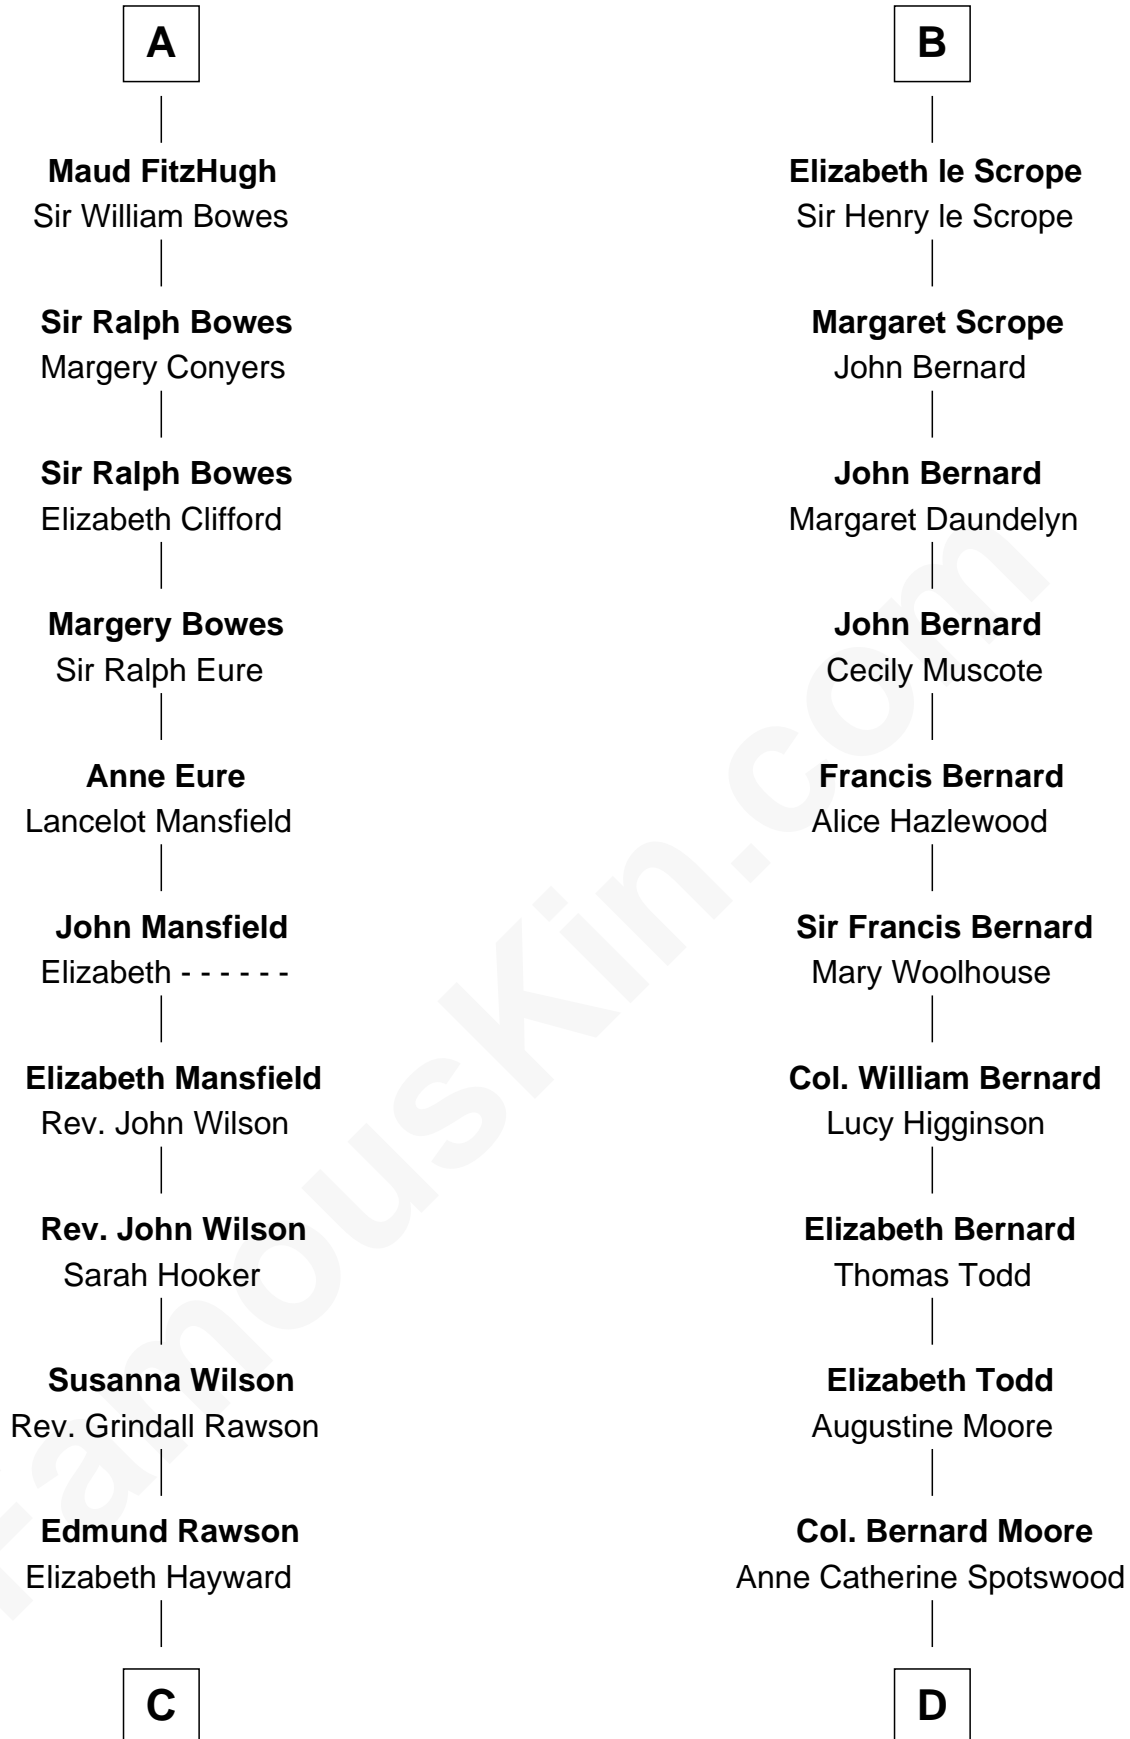 A
Maud FitzHugh
Sir William Bowes
Sir Ralph Bowes
Margery Conyers
Sir Ralph Bowes
Elizabeth Clifford
Margery Bowes
Sir Ralph Eure
Anne Eure
Lancelot Mansfield
John Mansfield
Elizabeth - - - - - -
Elizabeth Mansfield
Rev. John Wilson
Rev. John Wilson
Sarah Hooker
Susanna Wilson
Rev. Grindall Rawson
Edmund Rawson
Elizabeth Hayward
C
B
Elizabeth le Scrope
Sir Henry le Scrope
Margaret Scrope
John Bernard
John Bernard
Margaret Daundelyn
John Bernard
Cecily Muscote
Francis Bernard
Alice Hazlewood
Sir Francis Bernard
Mary Woolhouse
Col. William Bernard
Lucy Higginson
Elizabeth Bernard
Thomas Todd
Elizabeth Todd
Augustine Moore
Col. Bernard Moore
Anne Catherine Spotswood
D
FamousKin.com